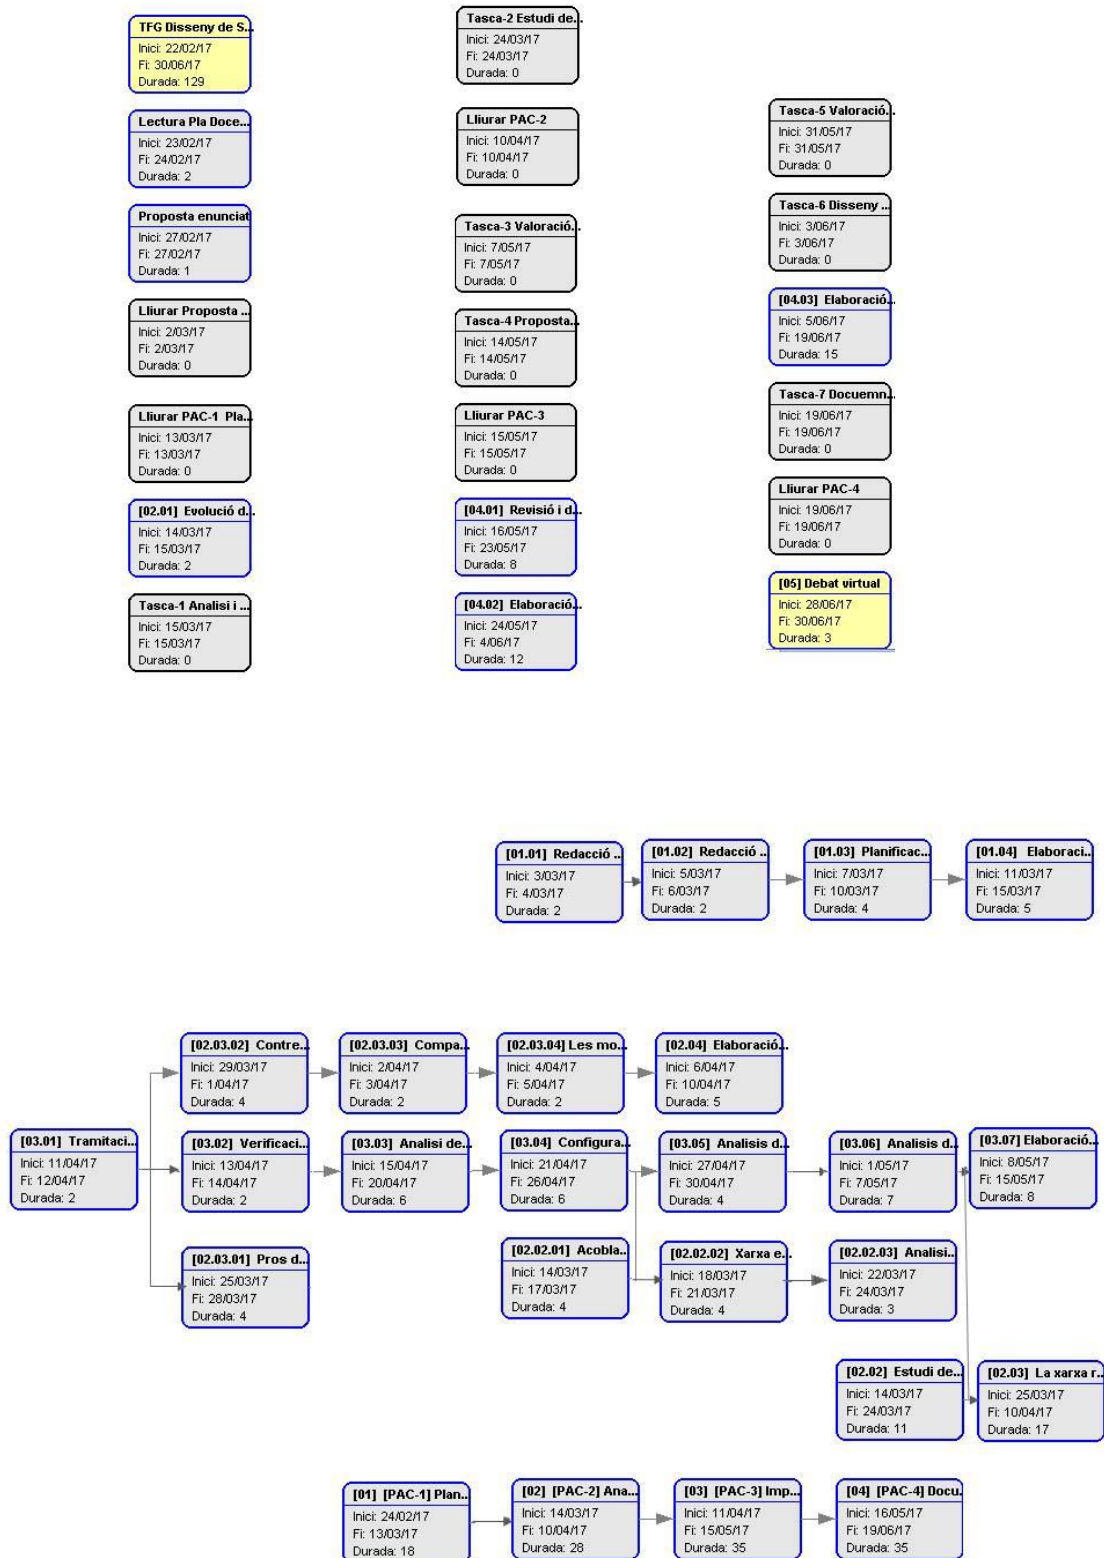 TFG Disseny de S...
Inici: 22/02/17
Fi: 30/06/17
Durada: 129
Lectura Pla Doce...
Inici: 23/02/17
Fi: 24/02/17
Durada: 2
Proposta enunciat
Inici: 27/02/17
Fi: 27/02/17
Durada: 1
Lliurar Proposta ...
Inici: 2/03/17
Fi: 2/03/17
Durada: 0
Lliurar PAC-1 Pla...
Inici: 13/03/17
Fi: 13/03/17
Durada: 0
[02.01] Evolució d...
Inici: 14/03/17
Fi: 15/03/17
Durada: 2
Tasca-1 Analisi i ...
Inici: 15/03/17
Fi: 15/03/17
Durada: 0
Tasca-2 Estudi de...
Inici: 24/03/17
Fi: 24/03/17
Durada: 0
Lliurar PAC-2
Inici: 10/04/17
Fi: 10/04/17
Durada: 0
Tasca-3 Valoració...
Inici: 7/05/17
Fi: 7/05/17
Durada: 0
Tasca-4 Proposta...
Inici: 14/05/17
Fi: 14/05/17
Durada: 0
Lliurar PAC-3
Inici: 15/05/17
Fi: 15/05/17
Durada: 0
[04.01] Revisió i d...
Inici: 16/05/17
Fi: 23/05/17
Durada: 8
[04.02] Elaboració...
Inici: 24/05/17
Fi: 4/06/17
Durada: 12
Tasca-5 Valoració...
Inici: 31/05/17
Fi: 31/05/17
Durada: 0
Tasca-6 Disseny ...
Inici: 3/06/17
Fi: 3/06/17
Durada: 0
[04.03] Elaboració...
Inici: 5/06/17
Fi: 19/06/17
Durada: 15
Tasca-7 Docuemn...
Inici: 19/06/17
Fi: 19/06/17
Durada: 0
Lliurar PAC-4
Inici: 19/06/17
Fi: 19/06/17
Durada: 0
[05] Debat virtual
Inici: 28/06/17
Fi: 30/06/17
Durada: 3
[01.01] Redacció ...
Inici: 3/03/17
Fi: 4/03/17
Durada: 2
[01.02] Redacció ...
Inici: 5/03/17
Fi: 6/03/17
Durada: 2
[01.03] Planificac...
Inici: 7/03/17
Fi: 10/03/17
Durada: 4
[01.04] Elaboraci...
Inici: 11/03/17
Fi: 15/03/17
Durada: 5
[02.03.02] Contre...
Inici: 29/03/17
Fi: 1/04/17
Durada: 4
[02.03.03] Compa...
Inici: 2/04/17
Fi: 3/04/17
Durada: 2
[02.03.04] Les mo...
Inici: 4/04/17
Fi: 5/04/17
Durada: 2
[02.04] Elaboració...
Inici: 6/04/17
Fi: 10/04/17
Durada: 5
[03.01] Tramitaci...
Inici: 11/04/17
Fi: 12/04/17
Durada: 2
[03.02] Verificaci...
Inici: 13/04/17
Fi: 14/04/17
Durada: 2
[03.03] Analisi de...
Inici: 15/04/17
Fi: 20/04/17
Durada: 6
[03.04] Configura...
Inici: 21/04/17
Fi: 26/04/17
Durada: 6
[03.05] Analisis d...
Inici: 27/04/17
Fi: 30/04/17
Durada: 4
[03.06] Analisis d...
Inici: 1/05/17
Fi: 7/05/17
Durada: 7
[03.07] Elaboració...
Inici: 8/05/17
Fi: 15/05/17
Durada: 8
[02.03.01] Pros d...
Inici: 25/03/17
Fi: 28/03/17
Durada: 4
[02.02.01] Acobla...
Inici: 14/03/17
Fi: 17/03/17
Durada: 4
[02.02.02] Xarxa e...
Inici: 18/03/17
Fi: 21/03/17
Durada: 4
[02.02.03] Analisi...
Inici: 22/03/17
Fi: 24/03/17
Durada: 3
[02.02] Estudi de...
Inici: 14/03/17
Fi: 24/03/17
Durada: 11
[02.03] La xarxa r...
Inici: 25/03/17
Fi: 10/04/17
Durada: 17
[01] [PAC-1] Plan...
Inici: 24/02/17
Fi: 13/03/17
Durada: 18
[02] [PAC-2] Ana...
Inici: 14/03/17
Fi: 10/04/17
Durada: 28
[03] [PAC-3] Imp...
Inici: 11/04/17
Fi: 15/05/17
Durada: 35
[04] [PAC-4] Docu...
Inici: 16/05/17
Fi: 19/06/17
Durada: 35